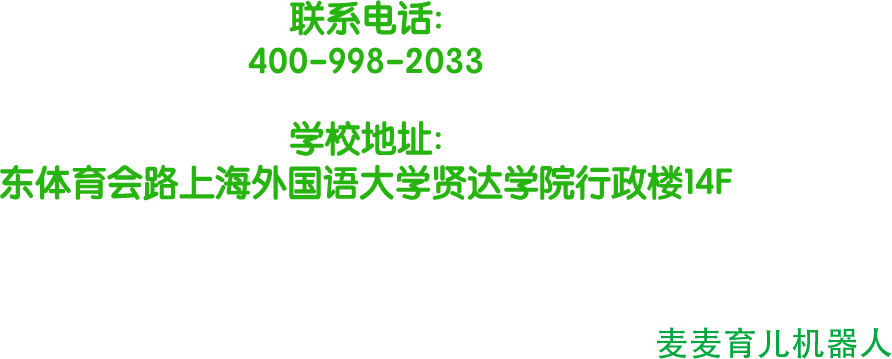 联系电话:
400-998-2033
学校地址:
东体育会路上海外国语大学贤达学院行政楼14F
麦麦育儿机器人